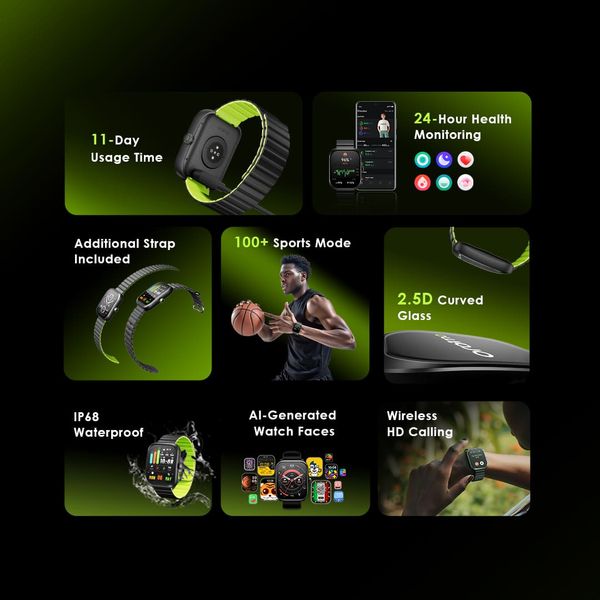 11-Day
Usage Time
24-Hour Health
Monitoring
Additional Strap
Included
100+ Sports Mode
2.5D Curved
Glass
oraimo
IP68
Waterproof
AI-Generated
Watch Faces
Wireless
HD Calling